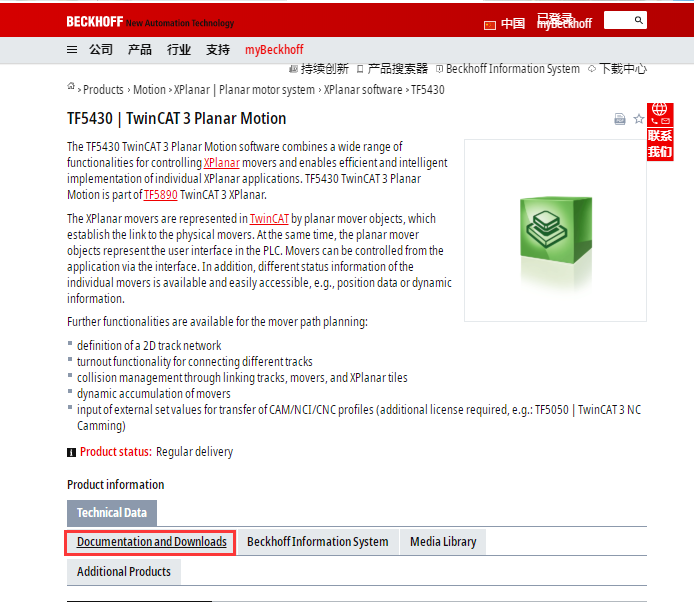 BECKHOFF New Automation Technology
中国
已登录
myBeckhoff
公司 产品 行业 支持 myBeckhoff
持续创新 产品搜索器 Beckhoff Information System 下载中心
› Products › Motion › XPlanar | Planar motor system › XPlanar software › TF5430
TF5430 | TwinCAT 3 Planar Motion
联系
我们
The TF5430 TwinCAT 3 Planar Motion software combines a wide range of
functionalities for controlling XPlanar movers and enables efficient and intelligent
implementation of individual XPlanar applications. TF5430 TwinCAT 3 Planar
Motion is part of TF5890 TwinCAT 3 XPlanar.
The XPlanar movers are represented in TwinCAT by planar mover objects, which
establish the link to the physical movers. At the same time, the planar mover
objects represent the user interface in the PLC. Movers can be controlled from the
application via the interface. In addition, different status information of the
individual movers is available and easily accessible, e.g., position data or dynamic
information.
Further functionalities are available for the mover path planning:
definition of a 2D track network
turnout functionality for connecting different tracks
collision management through linking tracks, movers, and XPlanar tiles
dynamic accumulation of movers
input of external set values for transfer of CAM/NCI/CNC profiles (additional license required, e.g.: TF5050 | TwinCAT 3 NC
Camming)
Product status: Regular delivery
Product information
Technical Data
Documentation and Downloads Beckhoff Information System Media Library
Additional Products